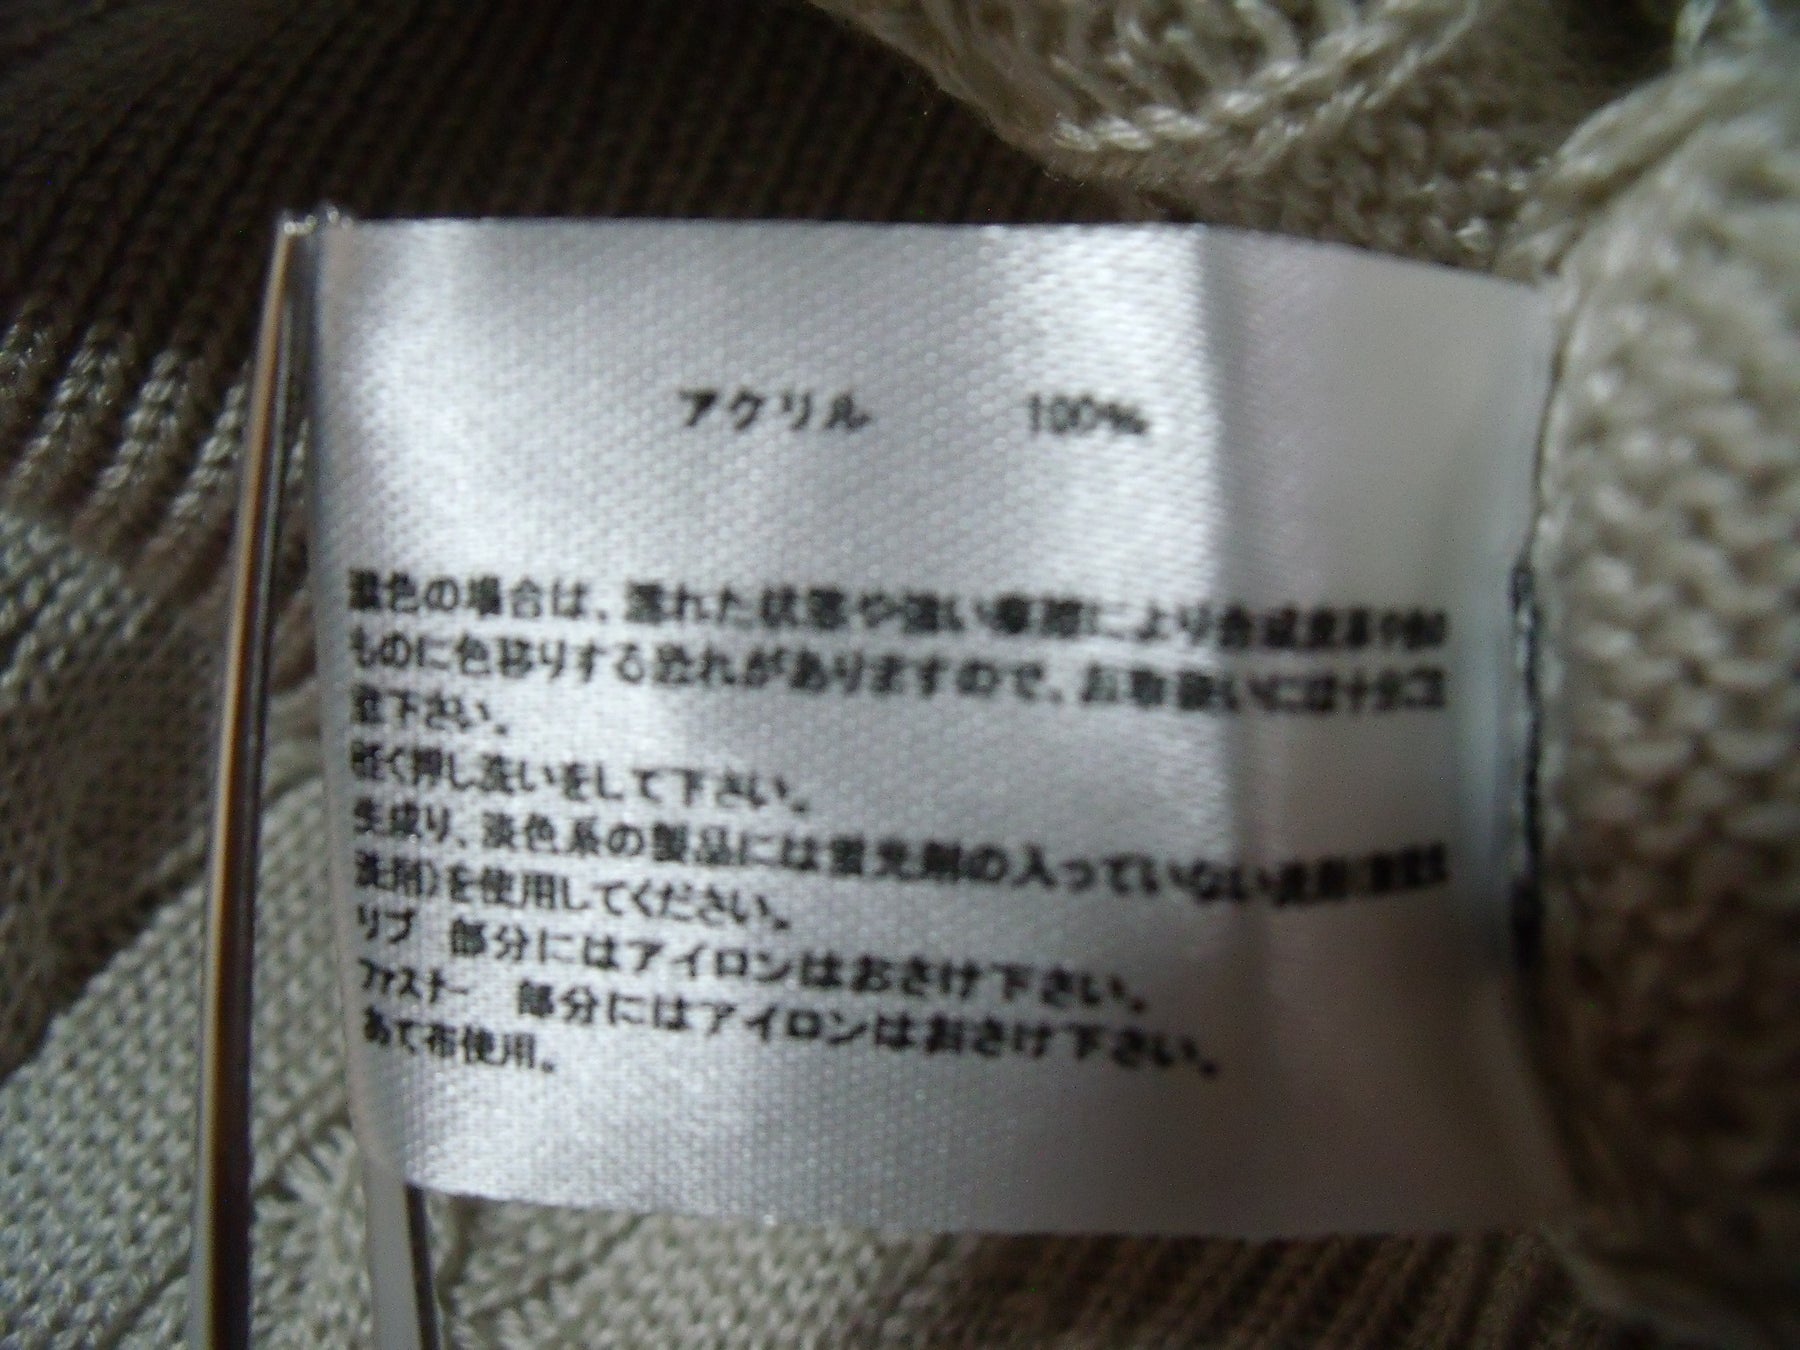 アクリル 100%
濃色の場合は、濡れた状態や強い摩擦により合成皮革や他の
ものに色移りする恐れがありますので、お取扱いには十分ご注
意下さい。
軽く押し洗いをして下さい。
生成り、淡色系の製品には蛍光剤の入っていない洗剤
洗剤)を使用してください。
リブ 部分にはアイロンはおさけ下さい。
ファスナー 部分にはアイロンはおさけ下さい。
あて布使用。